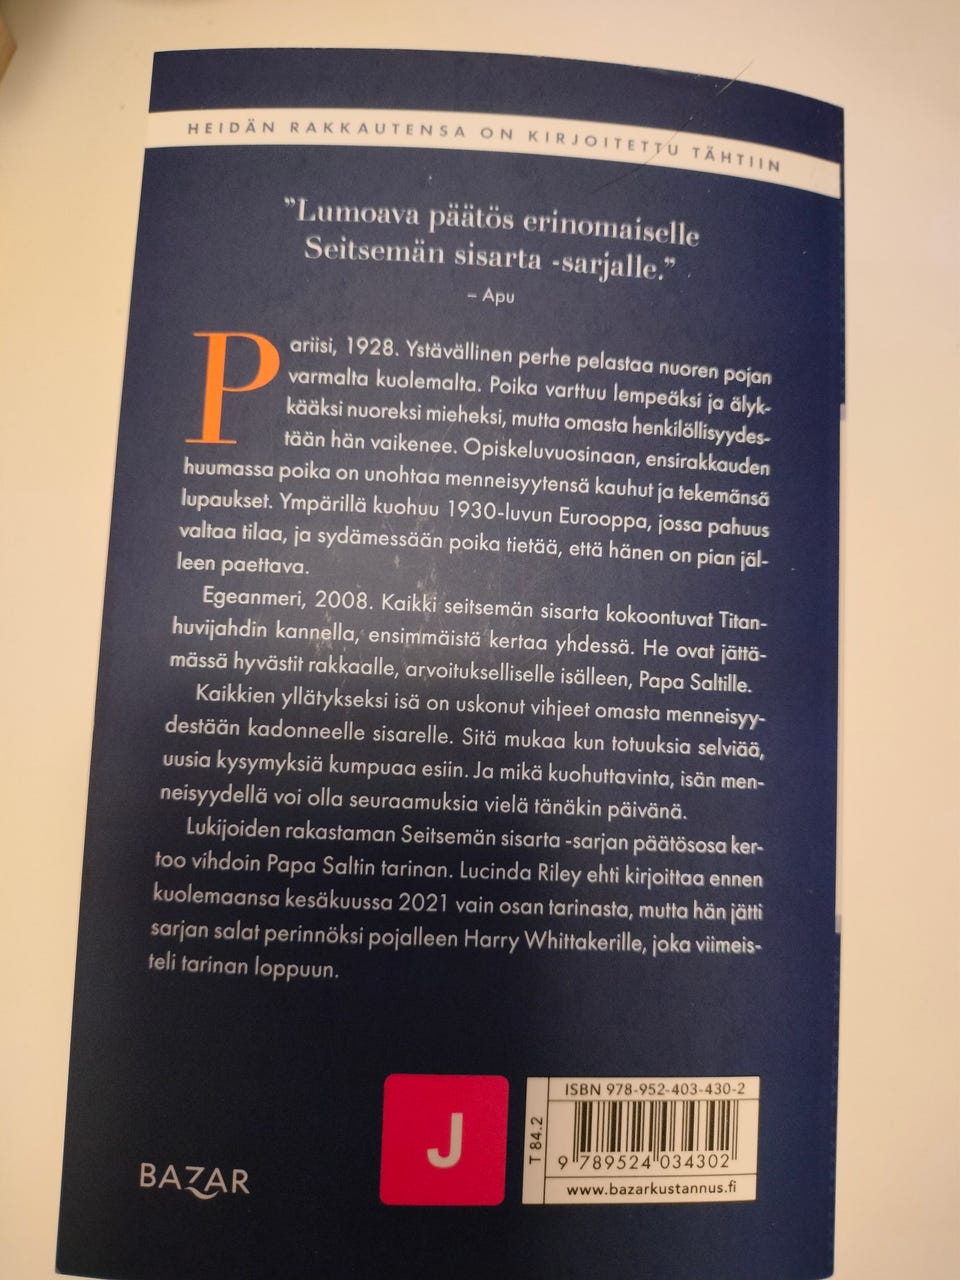 HEIDÄN RAKKAUTENSA ON KIRJOITETTU TÄHTIIN
”Lumoava päätös erinomaiselle
Seitsemän sisarta -sarjalle.”
– Apu
Pariisi, 1928. Ystävällinen perhe pelastaa nuoren pojan
varmalta kuolemalta. Poika varttuu lempeäksi ja älyk-
kääksi nuoreksi mieheksi, mutta omasta henkilöllisyydes-
tään hän vaikenee. Opiskeluvuosinaan, ensirakkauden
huumassa poika on unohtaa menneisyytensä kauhut ja tekemänsä
lupaukset. Ympärillä kuohuu 1930-luvun Eurooppa, jossa pahuus
valtaa tilaa, ja sydämessään poika tietää, että hänen on pian jäl-
leen paettava.
Egeanmeri, 2008. Kaikki seitsemän sisarta kokoontuvat Titan-
huvijahdin kannella, ensimmäistä kertaa yhdessä. He ovat jättä-
mässä hyvästit rakkaalle, arvoitukselliselle isälleen, Papa Saltille.
Kaikkien yllätykseksi isä on uskonut vihjeet omasta menneisyy-
destään kadonneelle sisarelle. Sitä mukaa kun totuuksia selviää,
uusia kysymyksiä kumpuaa esiin. Ja mikä kuohuttavinta, isän men-
neisyydellä voi olla seuraamuksia vielä tänäkin päivänä.
Lukijoiden rakastaman Seitsemän sisarta -sarjan päätösosa ker-
too vihdoin Papa Saltin tarinan. Lucinda Riley ehti kirjoittaa ennen
kuolemaansa kesäkuussa 2021 vain osan tarinasta, mutta hän jätti
sarjan salat perinnöksi pojalleen Harry Whittakerille, joka viimeis-
teli tarinan loppuun.
BAZAR
J
T 84.2
ISBN 978-952-403-430-2
9 789524 034302
www.bazarkustannus.fi